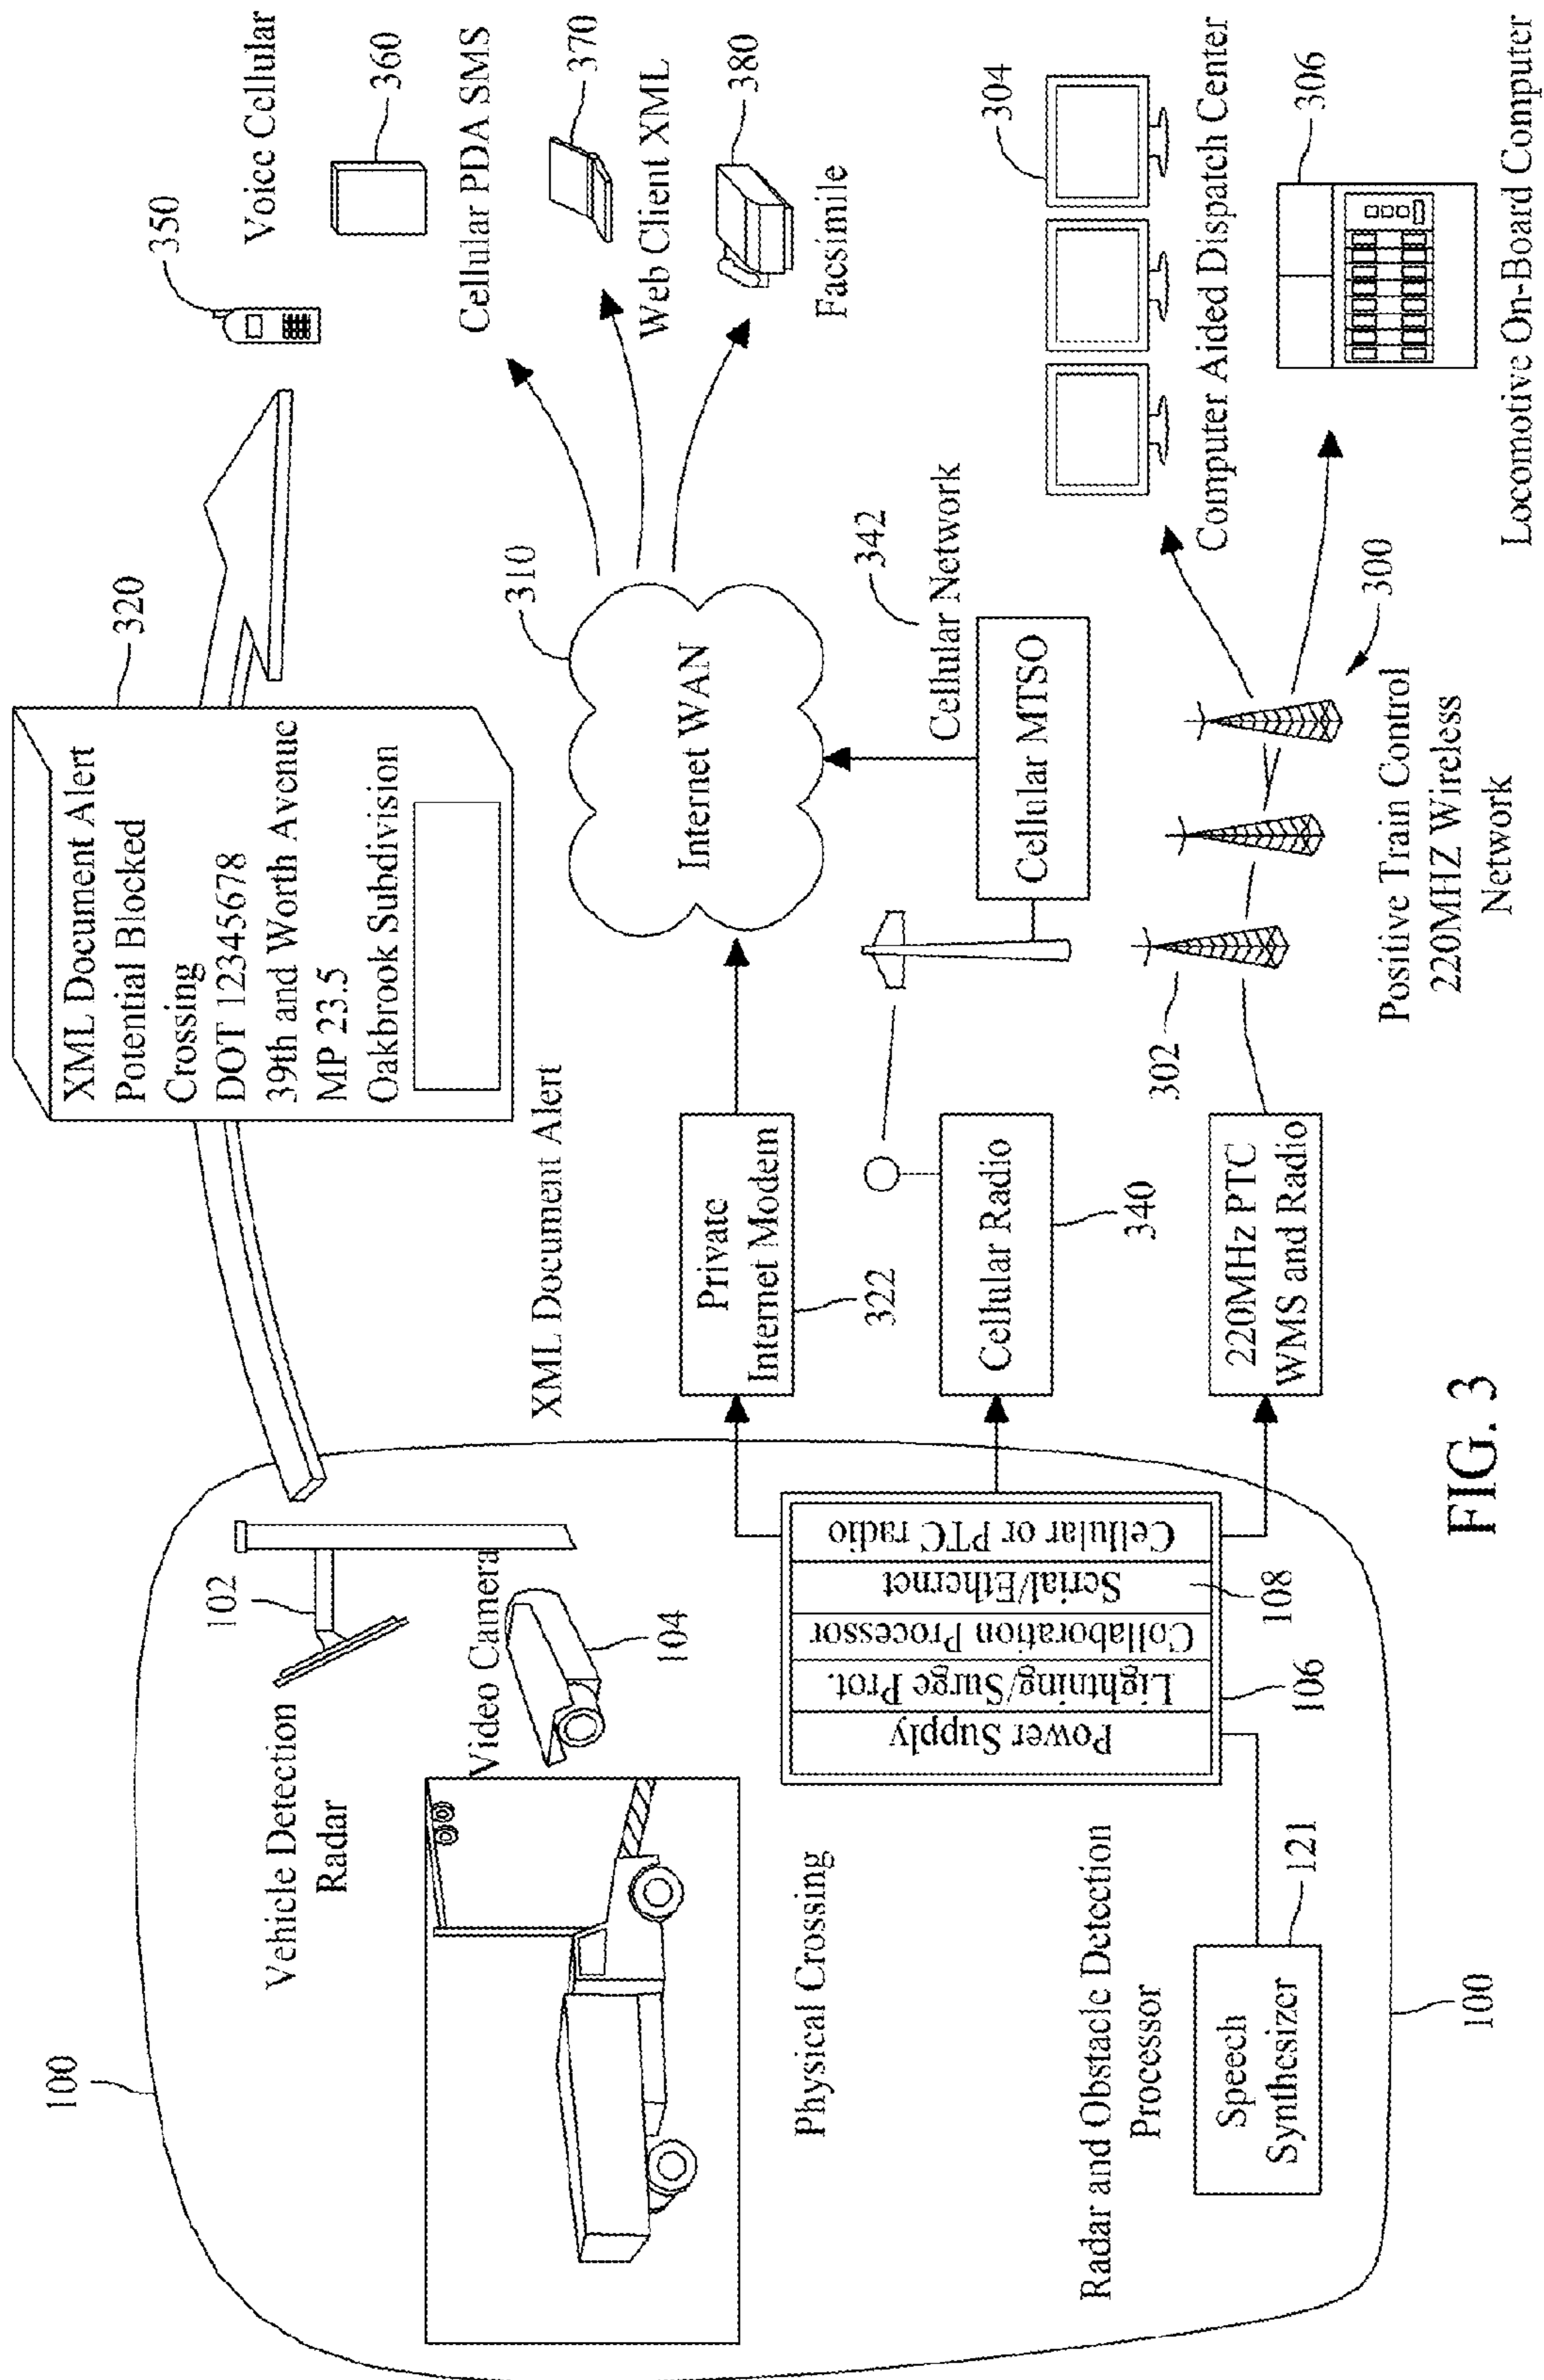 100
Vehicle Detection
Radar
102
Video Camera
104
Physical Crossing
Radar and Obstacle Detection
Processor
Speech
Synthesizer
121
Power Supply
Lightning/Surge Prot.
Collaboration Processor
Serial/Ethernet
Cellular or PTC radio
106
108
100
XML Document Alert
Potential Blocked
Crossing
DOT 12345678
39th and Worth Avenue
MP 23.5
Oakbrook Subdivision
320
XML Document Alert
Private
Internet Modem
322
Cellular Radio
340
220MHz PTC
WMS and Radio
302
Internet WAN
310
Cellular Network
342
Cellular MTSO
Positive Train Control
220MHZ Wireless
Network
300
350
Voice Cellular
360
Cellular PDA SMS
370
Web Client XML
380
Facsimile
304
Computer Aided Dispatch Center
306
Locomotive On-Board Computer
FIG. 3